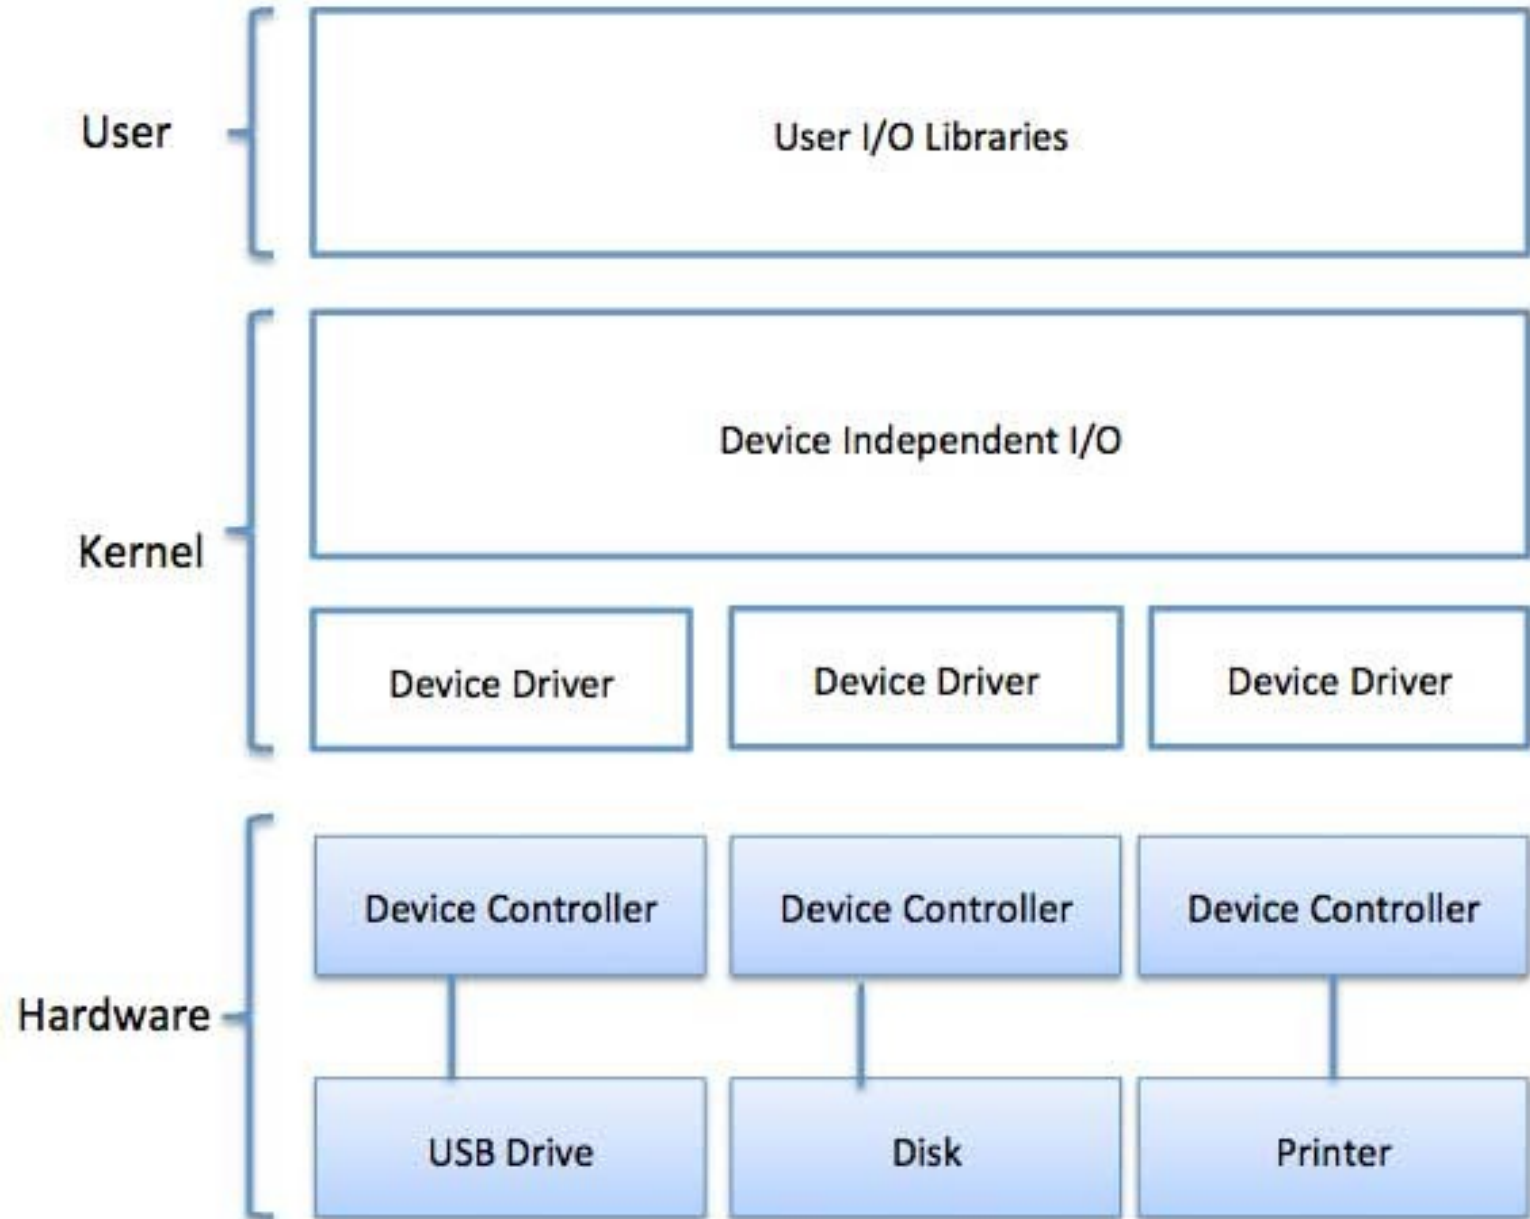 User
User I/O Libraries
Kernel
Device Independent I/O
Device Driver
Device Driver
Device Driver
Hardware
Device Controller
Device Controller
Device Controller
USB Drive
Disk
Printer